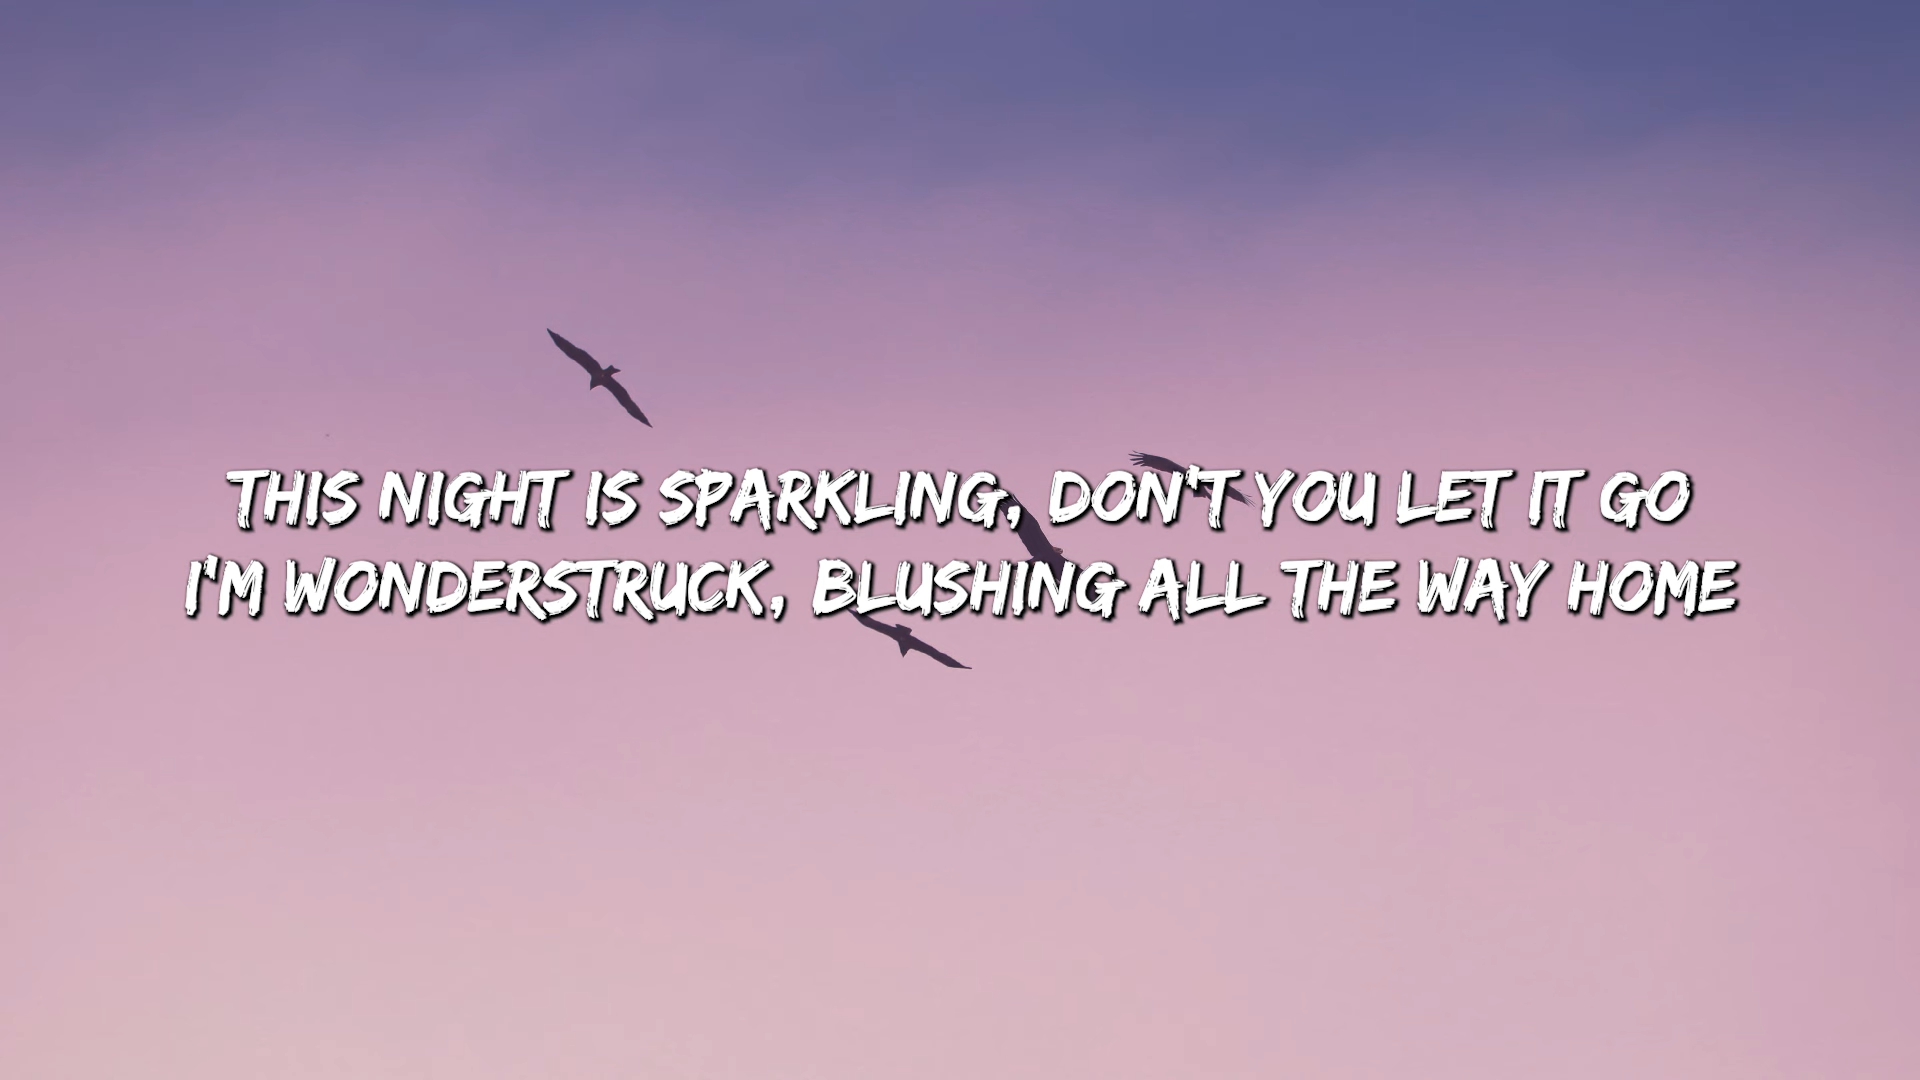 THIS NIGHT IS SPARKLING, DON'T YOU LET IT GO
I'M WONDERSTRUCK, BLUSHING ALL THE WAY HOME